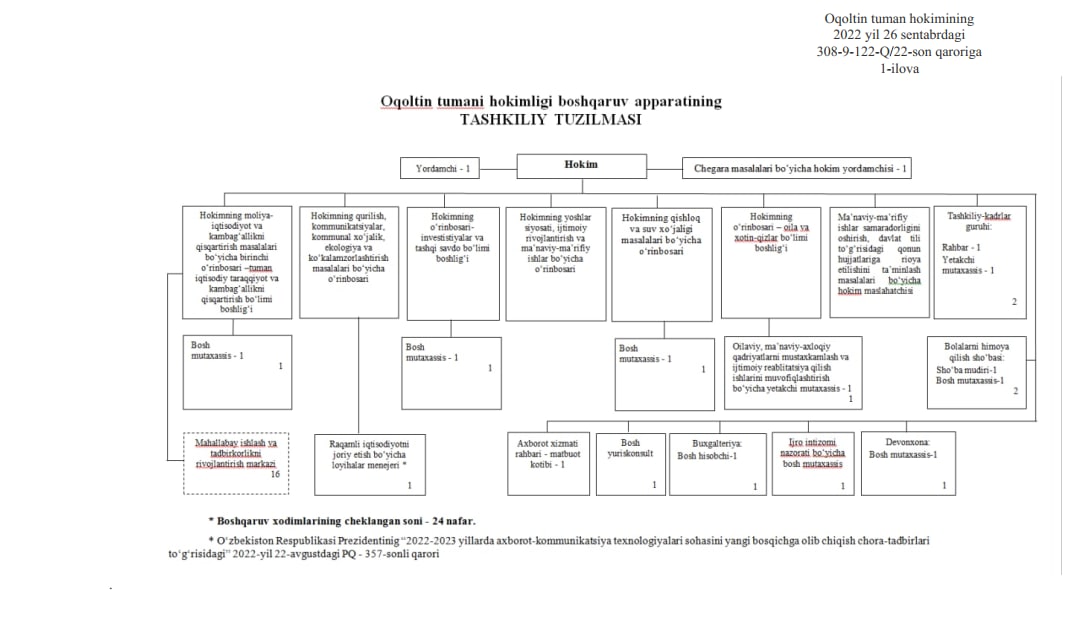 Oqoltin tuman hokimining
2022 yil 26 sentabrdagi
308-9-122-Q/22-son qaroriga
1-ilova
Oqoltin tumani hokimligi boshqaruv apparatining
TASHKILIY TUZILMASI
Yordamchi - 1
Hokim
Chegara masalalari bo'yicha hokim yordamchisi - 1
Hokimning moliya-
iqtisodiyot va
kambag'allikni
qisqartirish masalalari
bo'yicha birinchi
o'rinbosari –tuman
iqtisodiy taraqqiyot va
kambag'allikni
qisqartirish bo'limi
boshlig'i
Hokimning qurilish,
kommunikatsiyalar,
kommunal xo'jalik,
ekologiya va
ko'kalamzorlashtirish
masalalari bo'yicha
o'rinbosari
Hokimning
o'rinbosari-
investistiyalar va
tashqi savdo bo'limi
boshlig'i
Hokimning yoshlar
siyosati, ijtimoiy
rivojlantirish va
ma'naviy-ma'rifiy
ishlar bo'yicha
o'rinbosari
Hokimning qishloq
va suv xo'jaligi
masalalari bo'yicha
o'rinbosari
Hokimning
o'rinbosari – oila va
xotin-qizlar bo'limi
boshlig'i
Ma'naviy-ma'rifiy
ishlar samaradorligini
oshirish, davlat tili
to'g'risidagi qonun
hujjatlariga rioya
etilishini ta'minlash
masalalari bo'yicha
hokim maslahatchisi
Tashkiliy-kadrlar
guruhi:
Rahbar - 1
Yetakchi
mutaxassis - 1
2
Bosh
mutaxassis - 1
1
Bosh
mutaxassis - 1
1
Bosh
mutaxassis - 1
1
Oilaviy, ma'naviy-axloqiy
qadriyatlarni mustaxkamlash va
ijtimoiy reablitatsiya qilish
ishlarini muvofiqlashtirish
bo'yicha yetakchi mutaxassis - 1
1
Bolalarni himoya
qilish sho'basi:
Sho'ba mudiri-1
Bosh mutaxassis-1
2
Mahallabay ishlash va
tadbirkorlikni
rivojlantirish markazi
16
Raqamli iqtisodiyotni
joriy etish bo'yicha
loyihalar menejeri *
1
Axborot xizmati
rahbari - matbuot
kotibi - 1
Bosh
yuriskonsult
1
Buxgalteriya:
Bosh hisobchi-1
1
Ijro intizomi
nazorati bo'yicha
bosh mutaxassis
1
Devonxona:
Bosh mutaxassis-1
1
* Boshqaruv xodimlarining cheklangan soni - 24 nafar.
* O'zbekiston Respublikasi Prezidentinig "2022-2023 yillarda axborot-kommunikatsiya texnologiyalari sohasini yangi bosqichga olib chiqish chora-tadbirlari
to'g'risidagi" 2022-yil 22-avgustdagi PQ - 357-sonli qarori